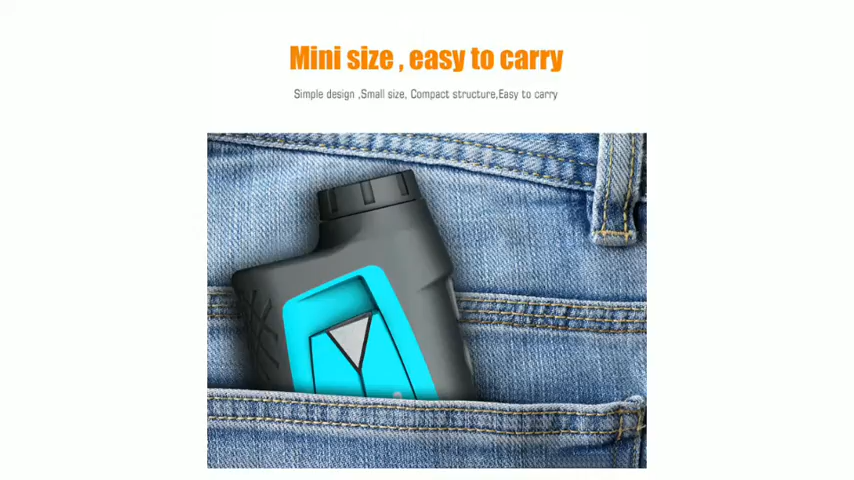 Mini size , easy to carry
Simple design ,Small size, Compact structure,Easy to carry